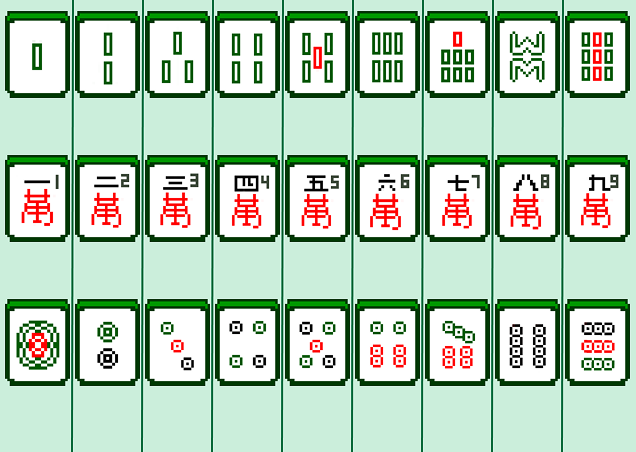 一1 二2 三3 四4 五5 六6 七7 八8 九9
萬 萬 萬 萬 萬 萬 萬 萬 萬